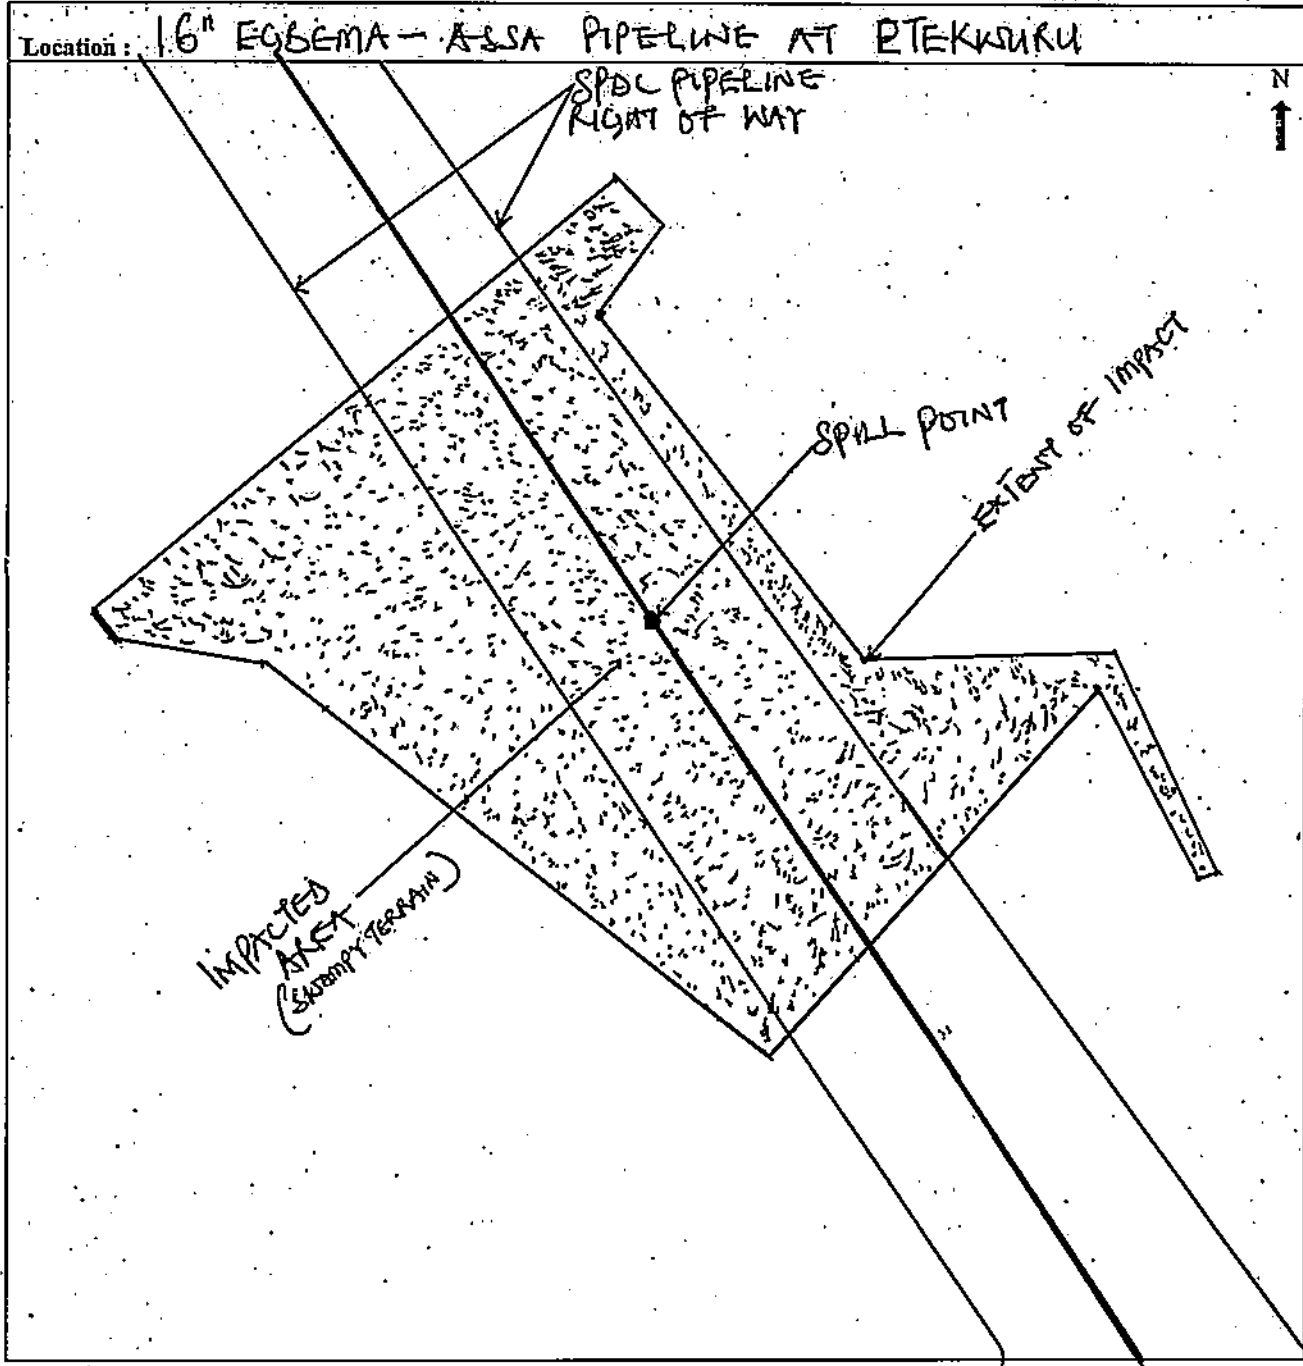 Location : 16" EGBEMA - ASSA PIPELINE AT ETEKWURU
SPDC PIPELINE
RIGHT OF WAY
N
SPILL POINT
EXTENT OF IMPACT
IMPACTED
AREA
(SWAMPY TERRAIN)